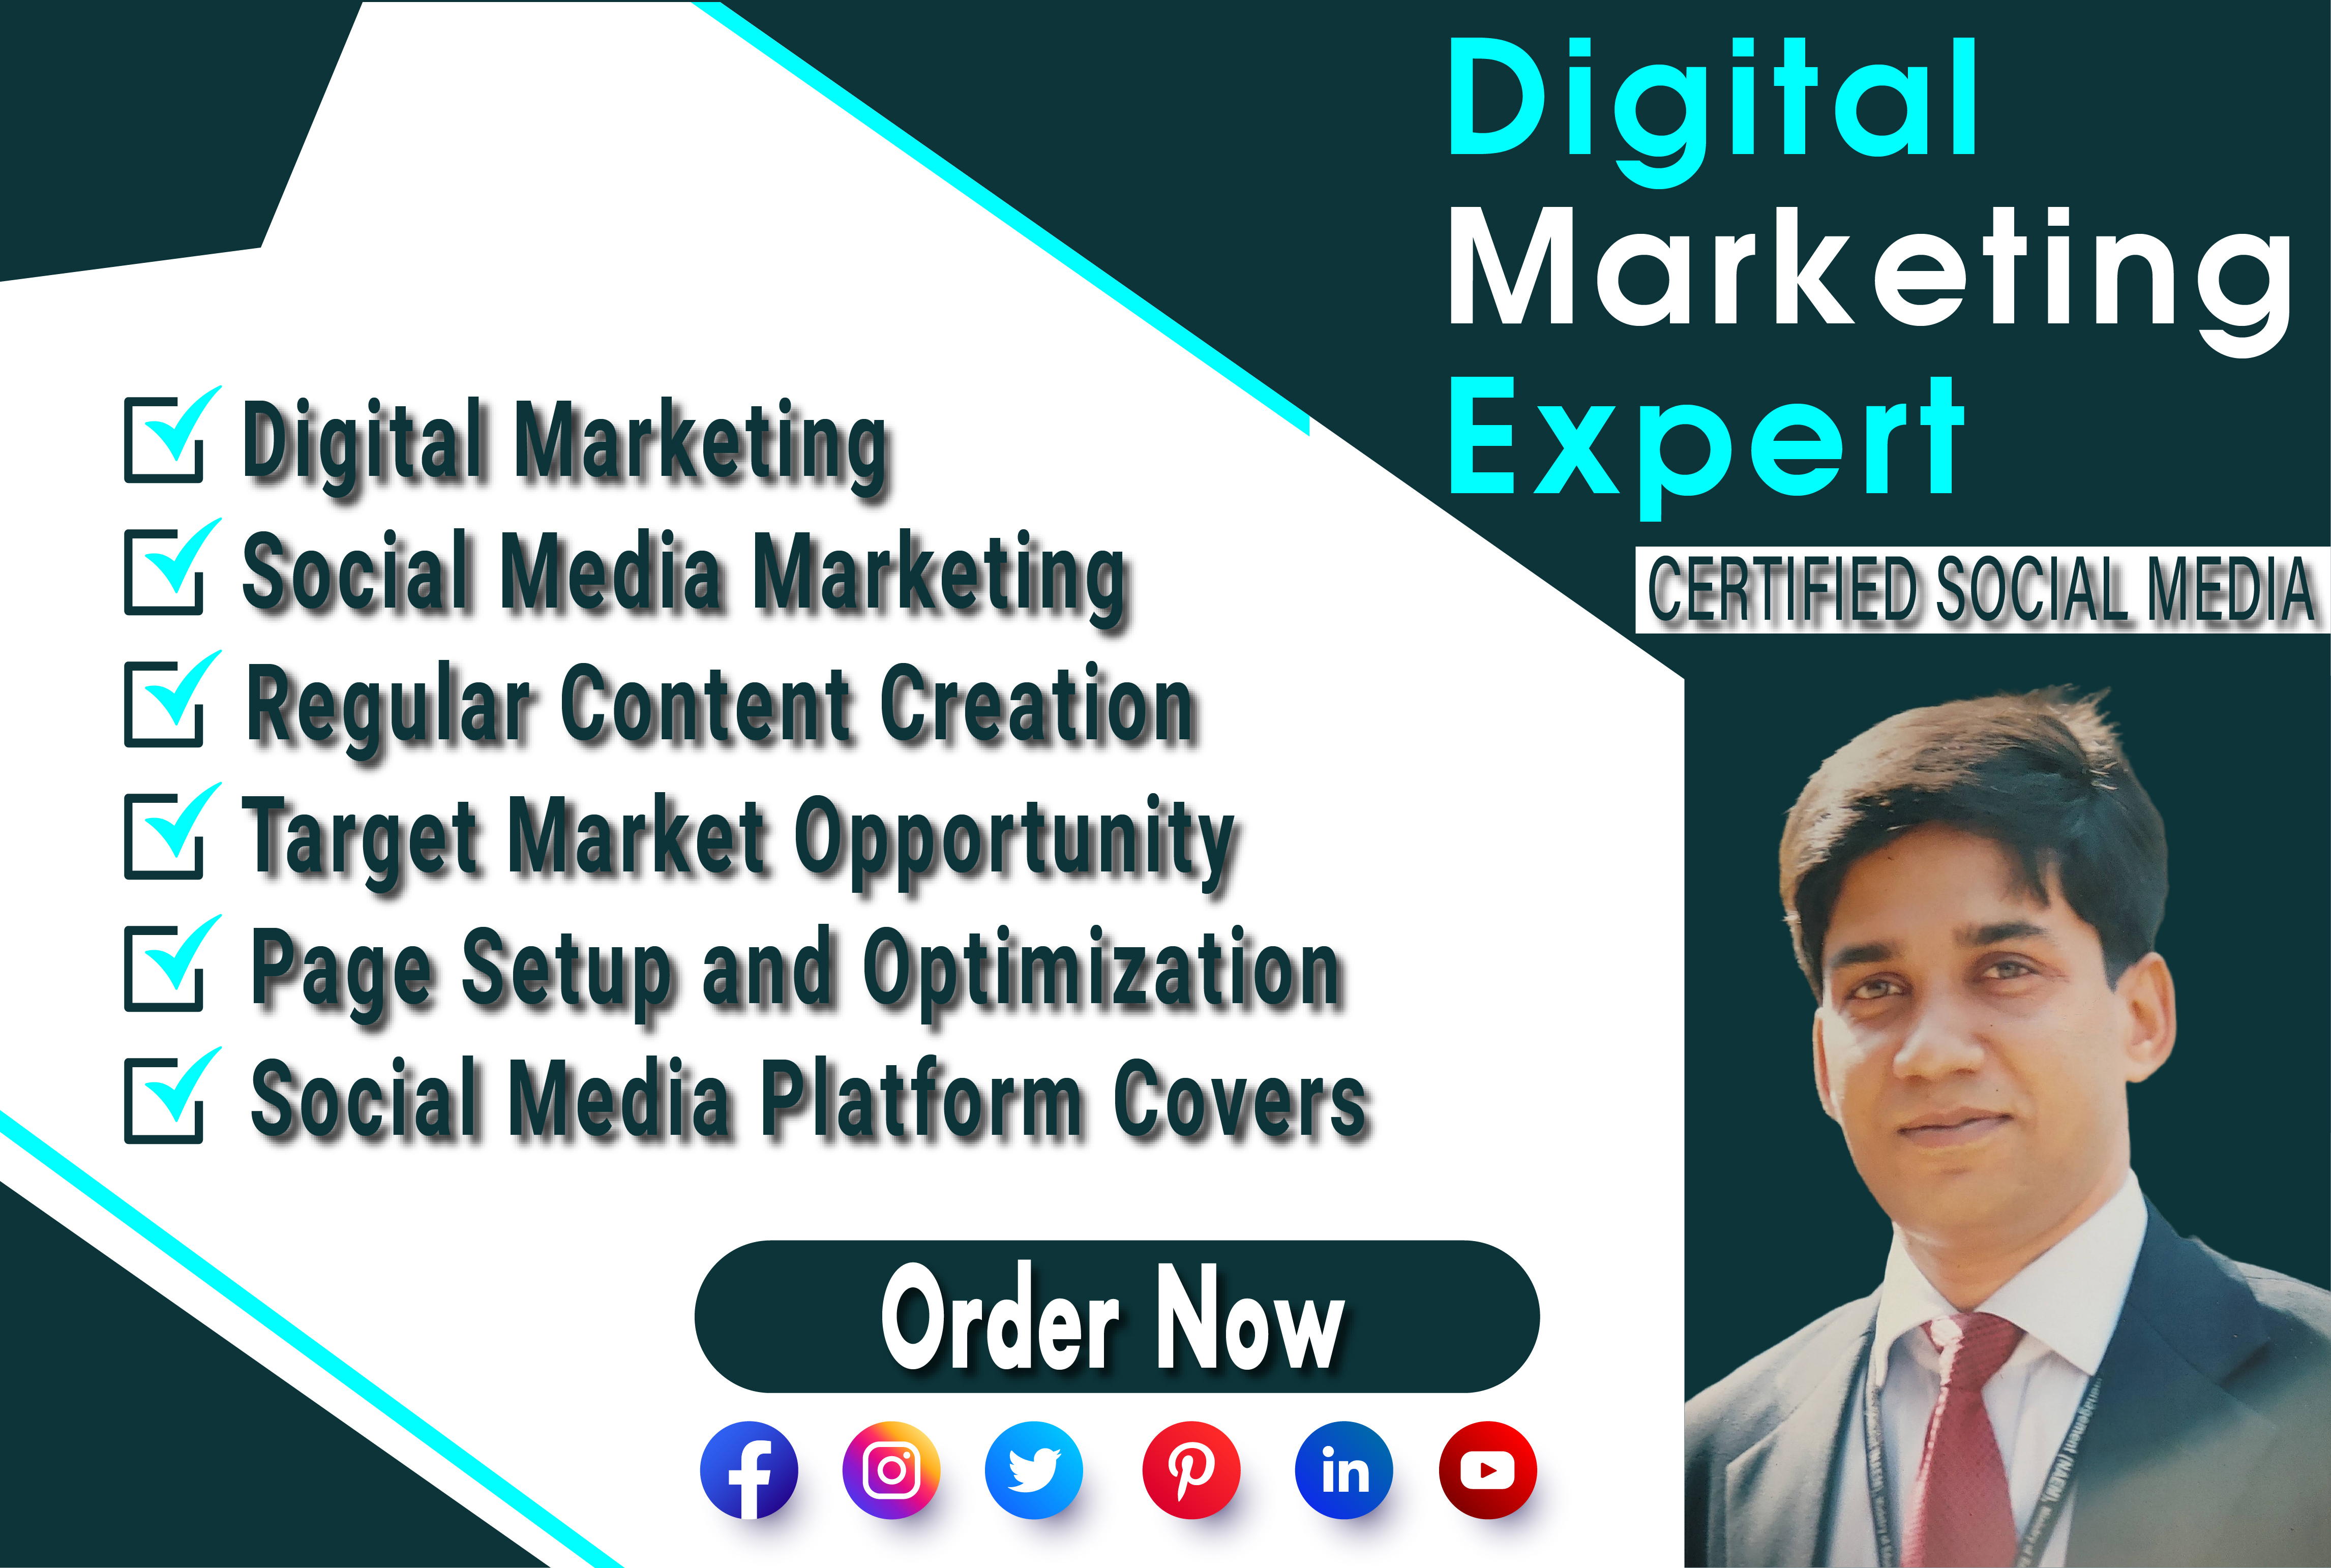 Digital
Marketing
Expert
CERTIFIED SOCIAL MEDIA
Digital Marketing
Social Media Marketing
Regular Content Creation
Target Market Opportunity
Page Setup and Optimization
Social Media Platform Covers
Order Now
in